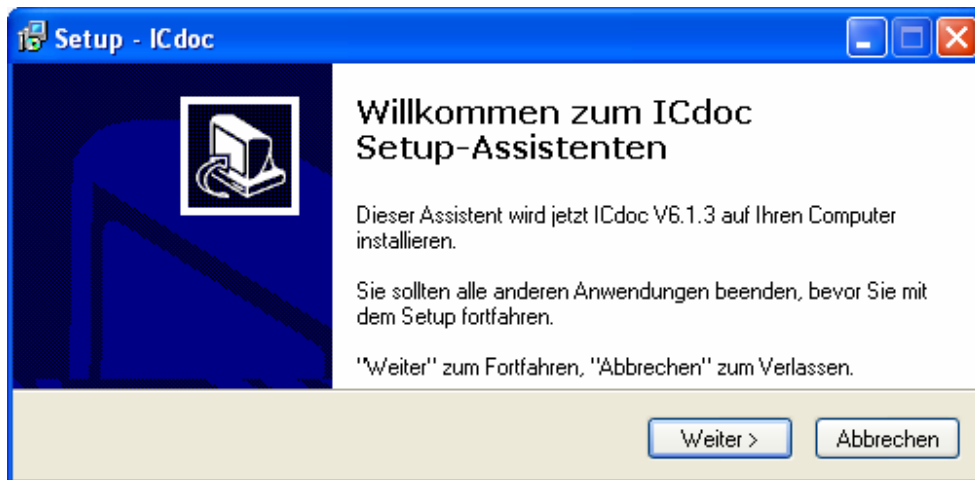 Setup - ICdoc
Willkommen zum ICdoc
Setup-Assistenten
Dieser Assistent wird jetzt ICdoc V6.1.3 auf Ihren Computer
installieren.
Sie sollten alle anderen Anwendungen beenden, bevor Sie mit
dem Setup fortfahren.
"Weiter" zum Fortfahren, "Abbrechen" zum Verlassen.
Weiter >
Abbrechen